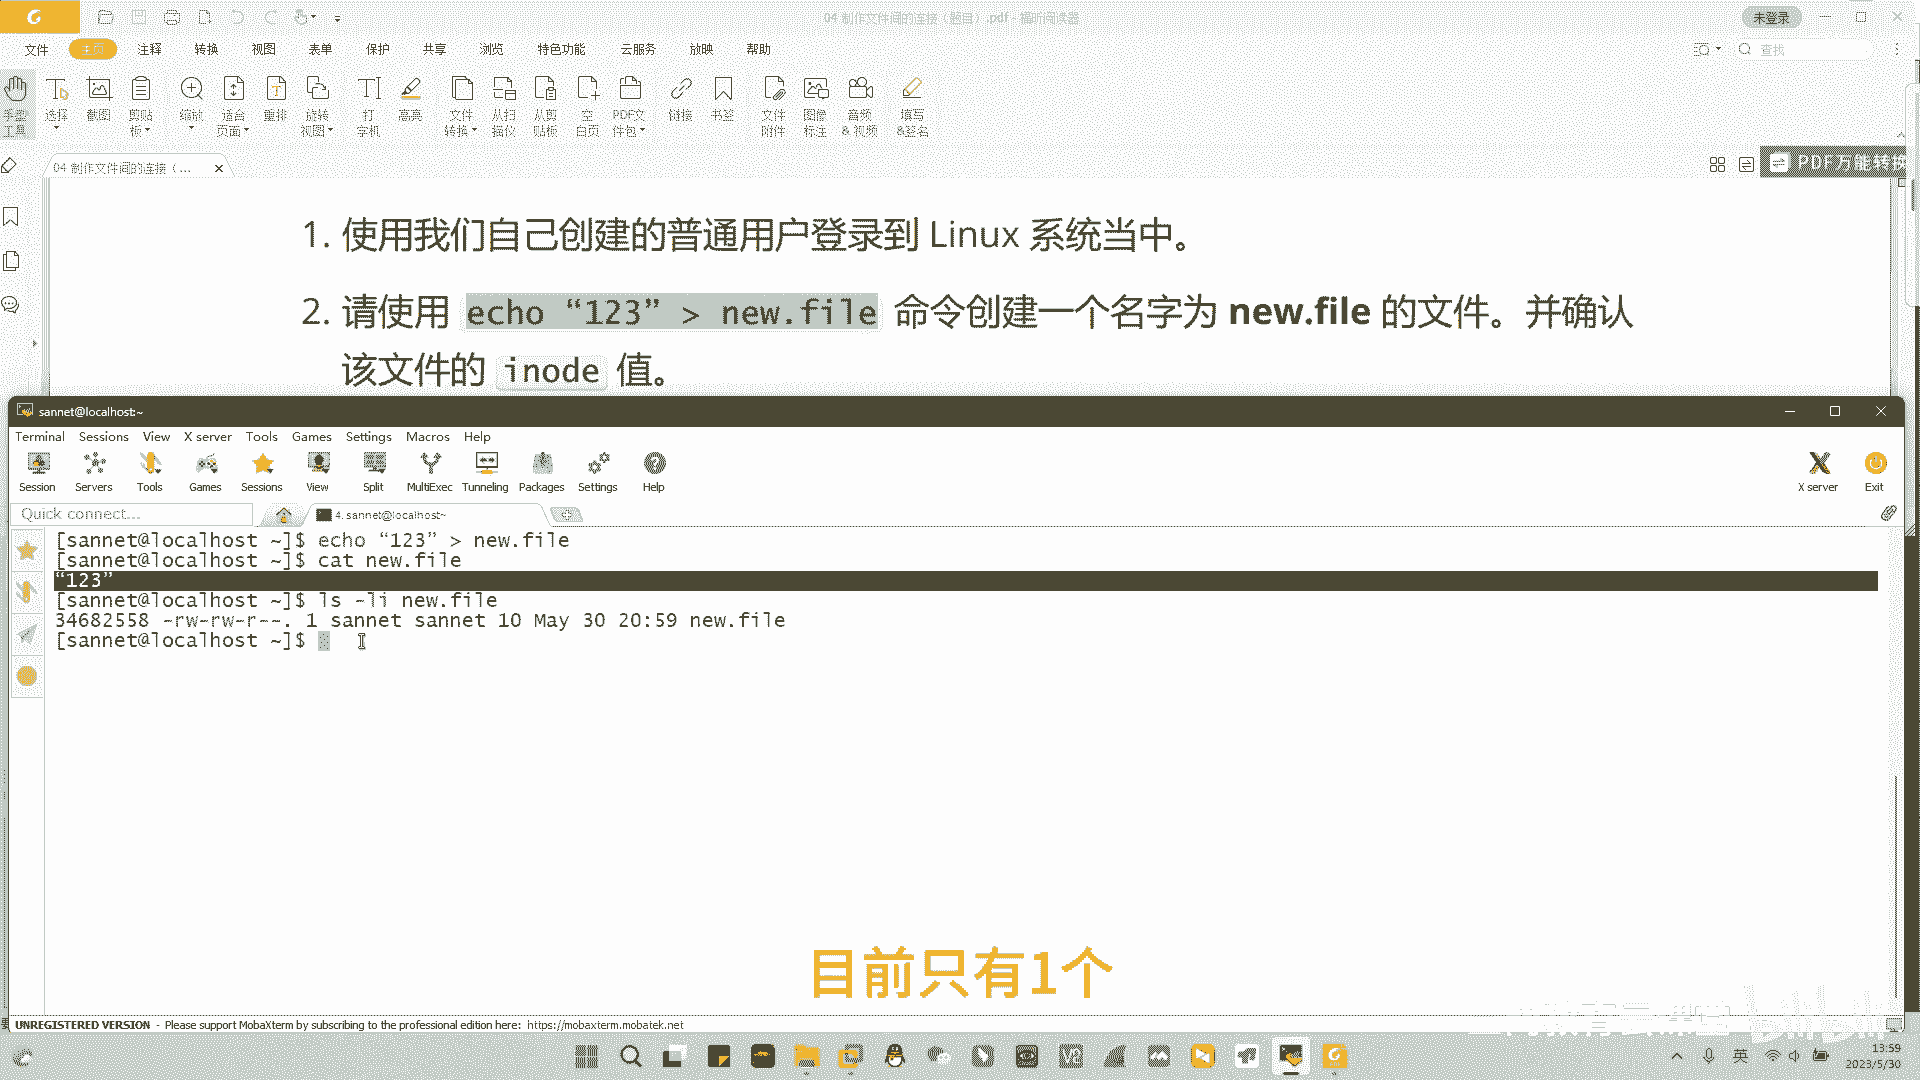 04 制作文件间的连接（题目）.pdf - 福昕阅读器
未登录
文件 主页 注释 转换 视图 表单 保护 共享 浏览 特色功能 云服务 放映 帮助
查找
手型工具 选择 截图 剪贴板 缩放 适合页面 重排 旋转视图 打字机 高亮 文件转换 从扫描仪 从剪贴板 空白页 PDF文件包 链接 书签 文件附件 图像标注 音频&视频 填写&签名
04 制作文件间的连接（...
PDF万能转换
1. 使用我们自己创建的普通用户登录到 Linux 系统当中。
2. 请使用 echo “123” > new.file 命令创建一个名字为 new.file 的文件。并确认
该文件的 inode 值。
sannet@localhost:~
Terminal Sessions View X server Tools Games Settings Macros Help
Session Servers Tools Games Sessions View Split MultiExec Tunneling Packages Settings Help X server Exit
Quick connect... 4. sannet@localhost:~
[sannet@localhost ~]$ echo “123” > new.file
[sannet@localhost ~]$ cat new.file
“123”
[sannet@localhost ~]$ ls -li new.file
34682558 -rw-rw-r--. 1 sannet sannet 10 May 30 20:59 new.file
[sannet@localhost ~]$
目前只有1个
UNREGISTERED VERSION - Please support MobaXterm by subscribing to the professional edition here: https://mobaxterm.mobatek.net
英
13:59
2023/5/30